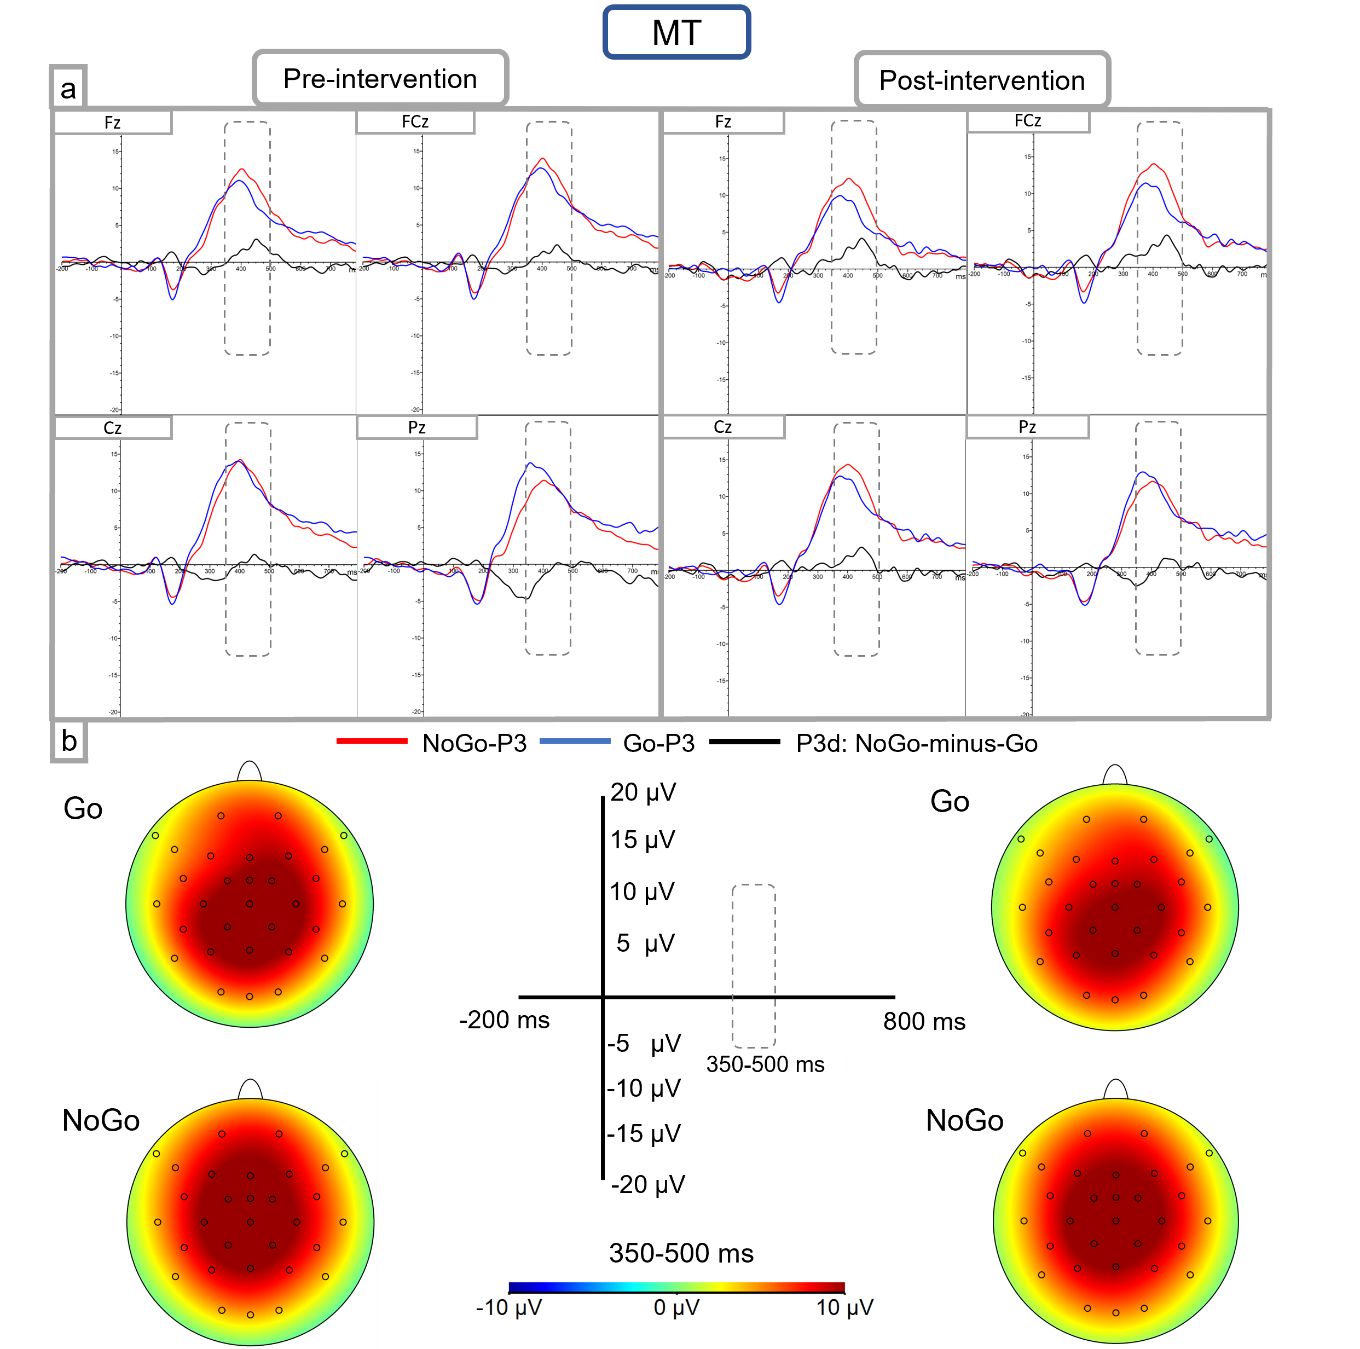 MT
Pre-intervention
Post-intervention
a
Fz
FCz
Fz
FCz
Cz
Pz
Cz
Pz
b
NoGo-P3
Go-P3
P3d: NoGo-minus-Go
Go
Go
20 µV
15 µV
10 µV
5 µV
-200 ms
800 ms
-5 µV
350-500 ms
-10 µV
-15 µV
-20 µV
NoGo
NoGo
350-500 ms
-10 µV
0 µV
10 µV